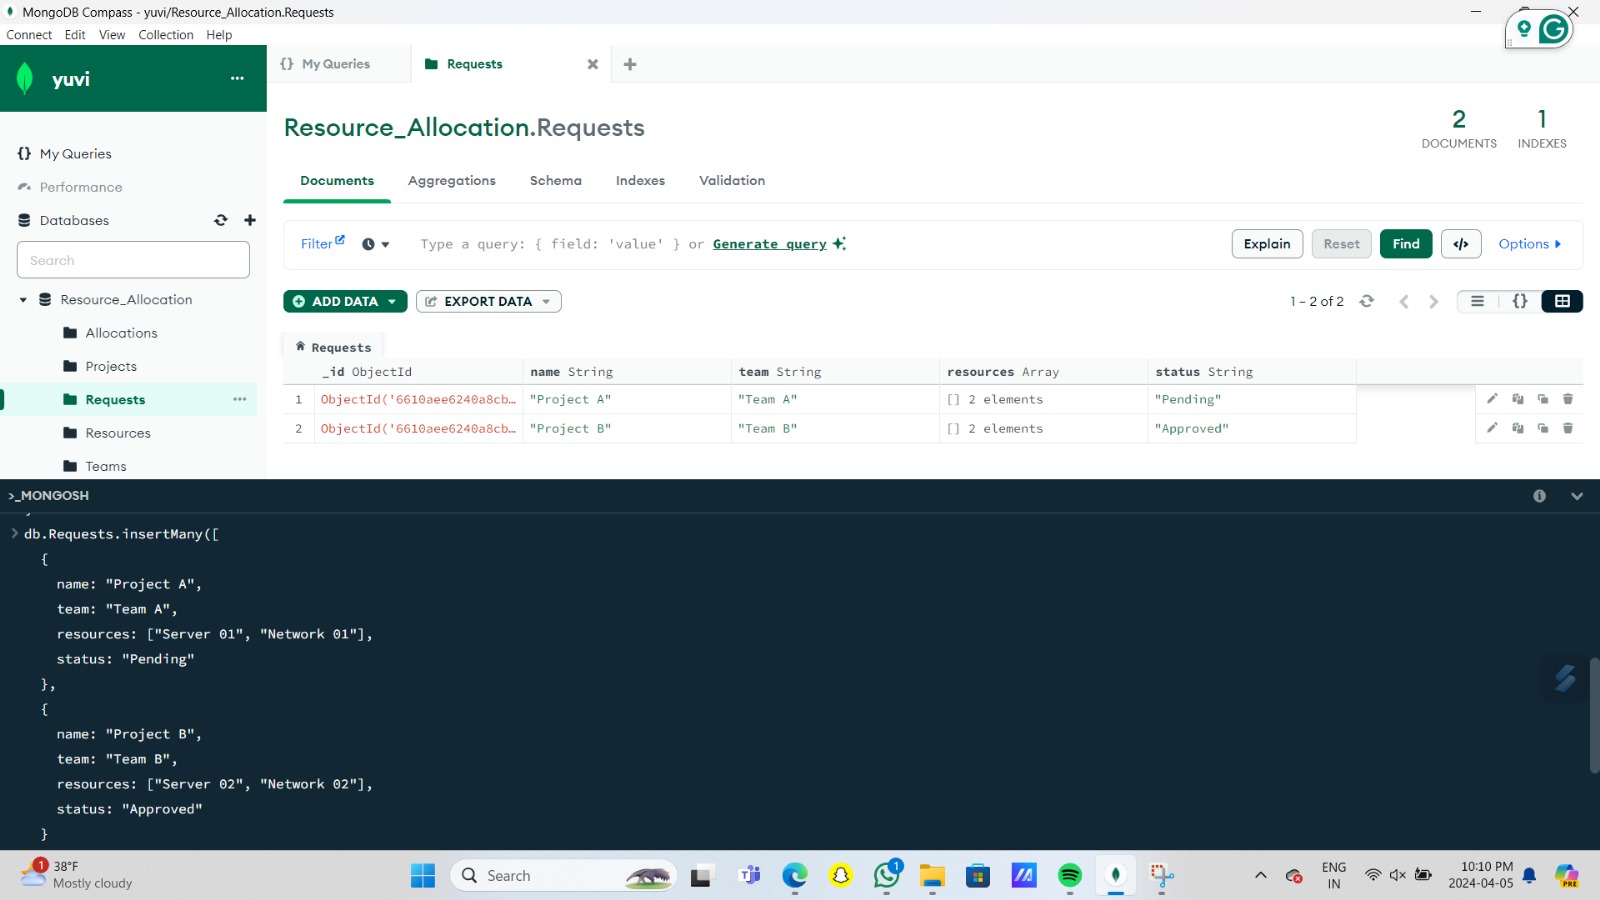 MongoDB Compass - yuvi/Resource_Allocation.Requests
Connect Edit View Collection Help
yuvi
{} My Queries
Requests
My Queries
Performance
Databases
Search
Resource_Allocation
Allocations
Projects
Requests
Resources
Teams
Resource_Allocation.Requests
2
DOCUMENTS
1
INDEXES
Documents Aggregations Schema Indexes Validation
Filter
Type a query: { field: 'value' } or Generate query
Explain Reset Find </> Options
ADD DATA EXPORT DATA
1 – 2 of 2
Requests
_id ObjectId name String team String resources Array status String
1 ObjectId('6610aee6240a8cb… "Project A" "Team A" [] 2 elements "Pending"
2 ObjectId('6610aee6240a8cb… "Project B" "Team B" [] 2 elements "Approved"
>_MONGOSH
> db.Requests.insertMany([
{
name: "Project A",
team: "Team A",
resources: ["Server 01", "Network 01"],
status: "Pending"
},
{
name: "Project B",
team: "Team B",
resources: ["Server 02", "Network 02"],
status: "Approved"
}
1
38°F
Mostly cloudy
Search
1
ENG
IN
10:10 PM
2024-04-05
PRE